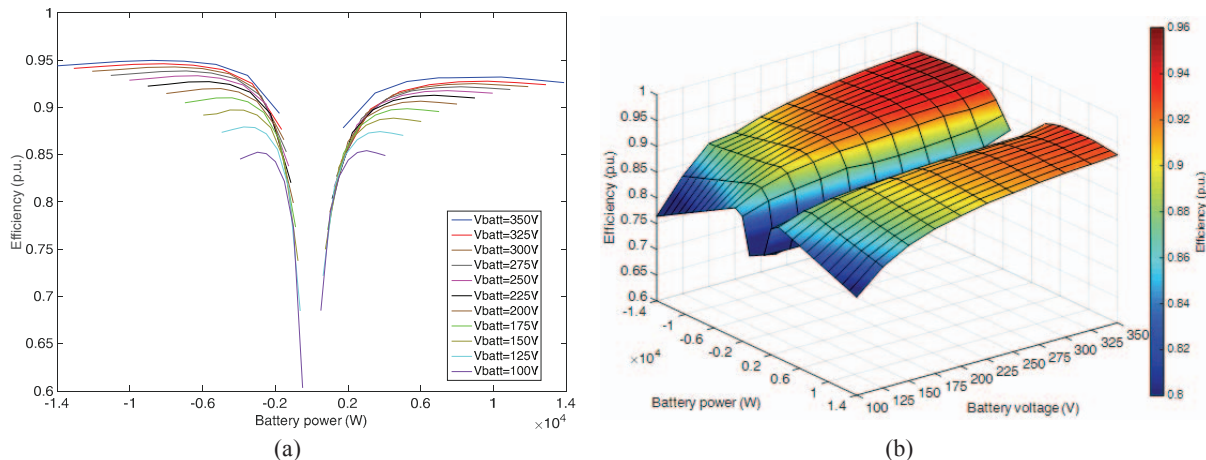 1
0.95
0.9
0.85
0.8
0.75
0.7
0.65
0.6
Efficiency (p.u.)
Vbatt=350V
Vbatt=325V
Vbatt=300V
Vbatt=275V
Vbatt=250V
Vbatt=225V
Vbatt=200V
Vbatt=175V
Vbatt=150V
Vbatt=125V
Vbatt=100V
-1.4 -1 -0.6 -0.2 0.2 0.6 1 1.4
×10⁴
Battery power (W)
(a)
1
0.95
0.9
0.85
0.8
0.75
0.7
0.65
0.6
Efficiency (p.u.)
-1.4
-1
-0.6
-0.2
0.2
0.6
1
1.4
×10⁴
Battery power (W)
100 125 150 175 200 225 250 275 300 325 350
Battery voltage (V)
0.96
0.94
0.92
0.9
0.88
0.86
0.84
0.82
0.8
Efficiency (p.u.)
(b)